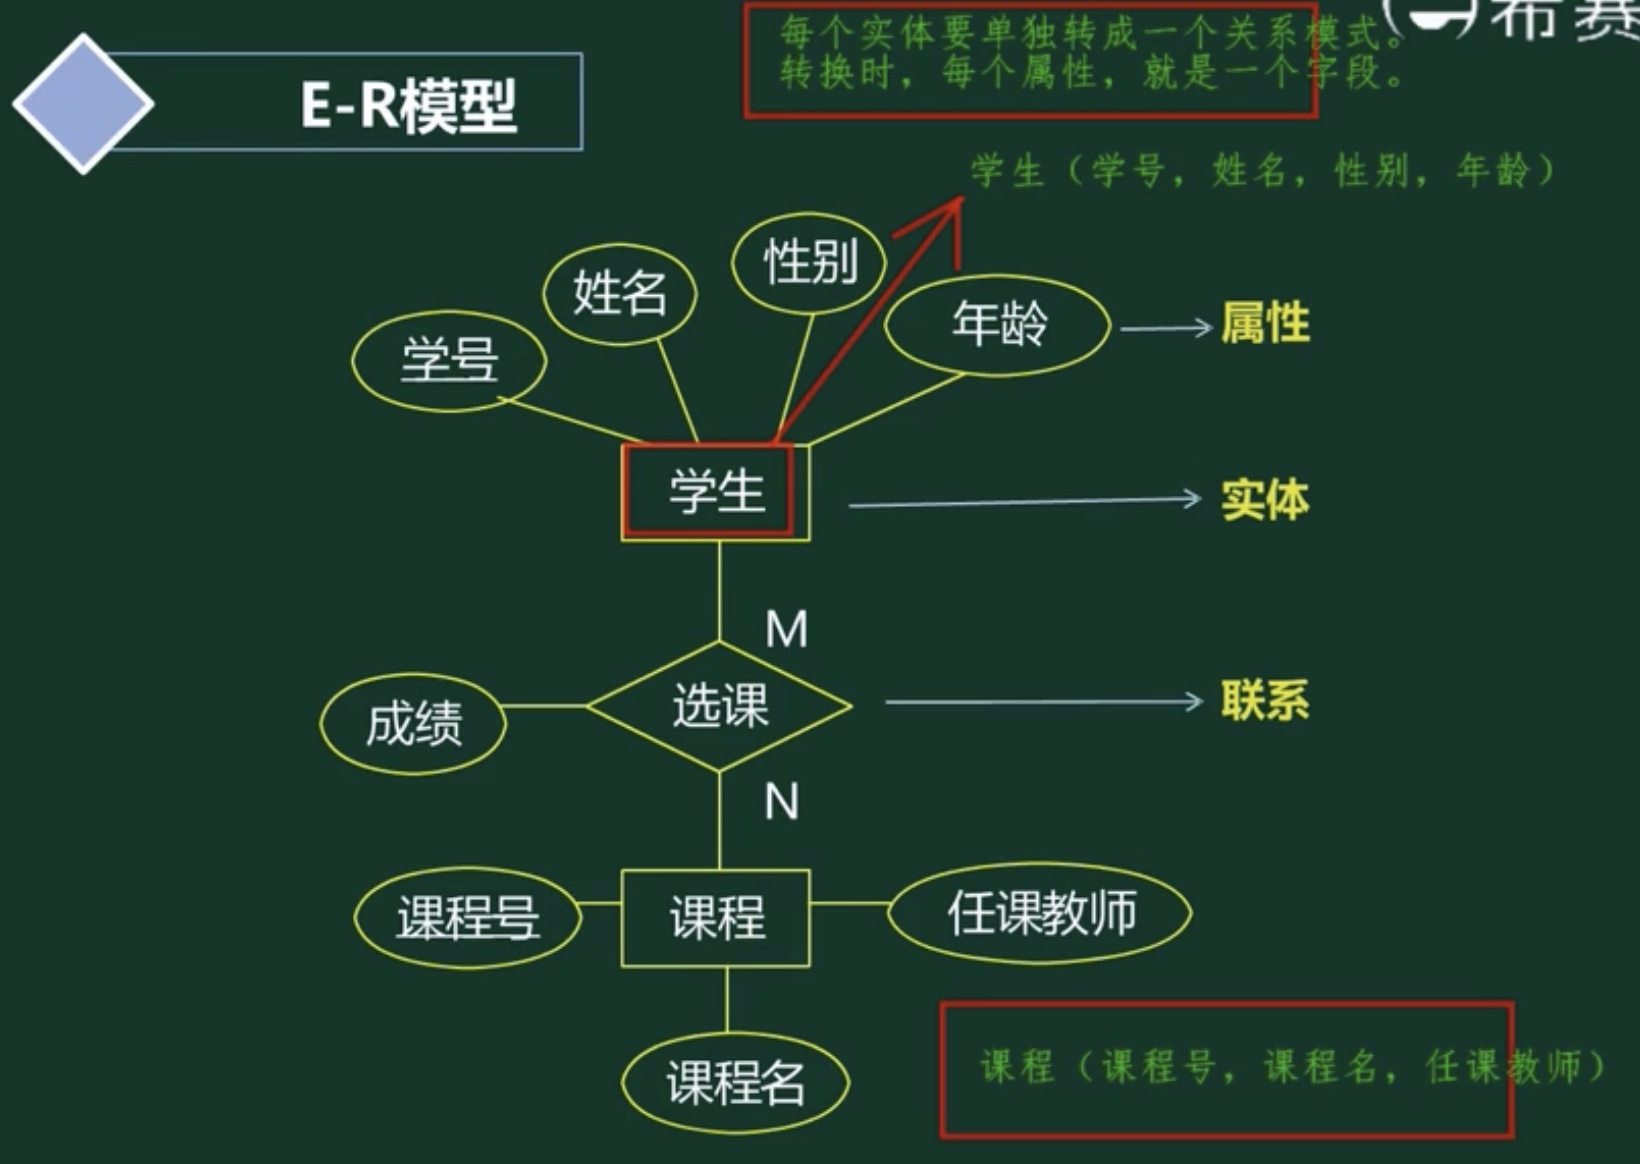 每个实体要单独转成一个关系模式。
希赛
转换时，每个属性，就是一个字段。
E-R模型
学生（学号，姓名，性别，年龄）
性别
姓名
年龄
属性
学号
学生
实体
M
选课
联系
成绩
N
课程号
课程
任课教师
课程（课程号，课程名，任课教师）
课程名